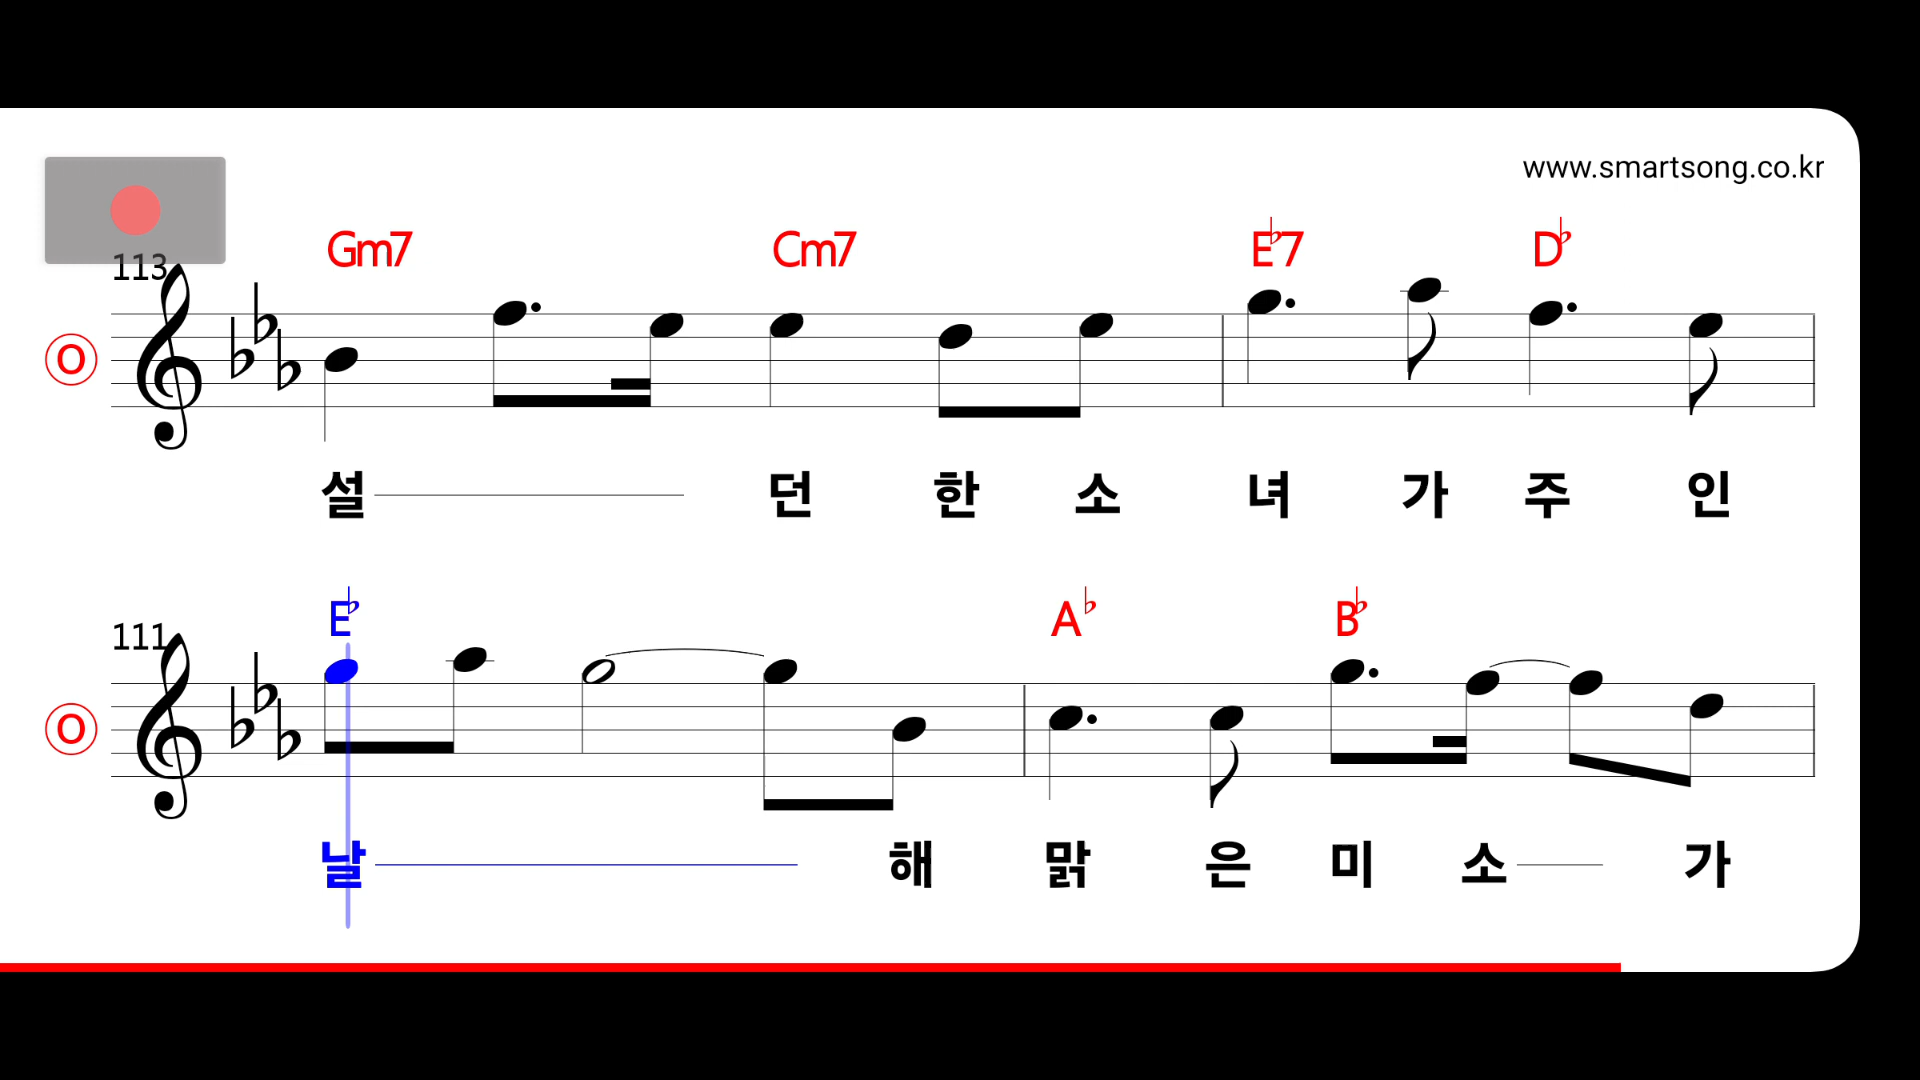 www.smartsong.co.kr
Gm7 Cm7 E♭7 D♭
113
O
설 던 한 소 녀 가 주 인
E♭ A♭ B♭
111
O
날 해 맑 은 미 소 가